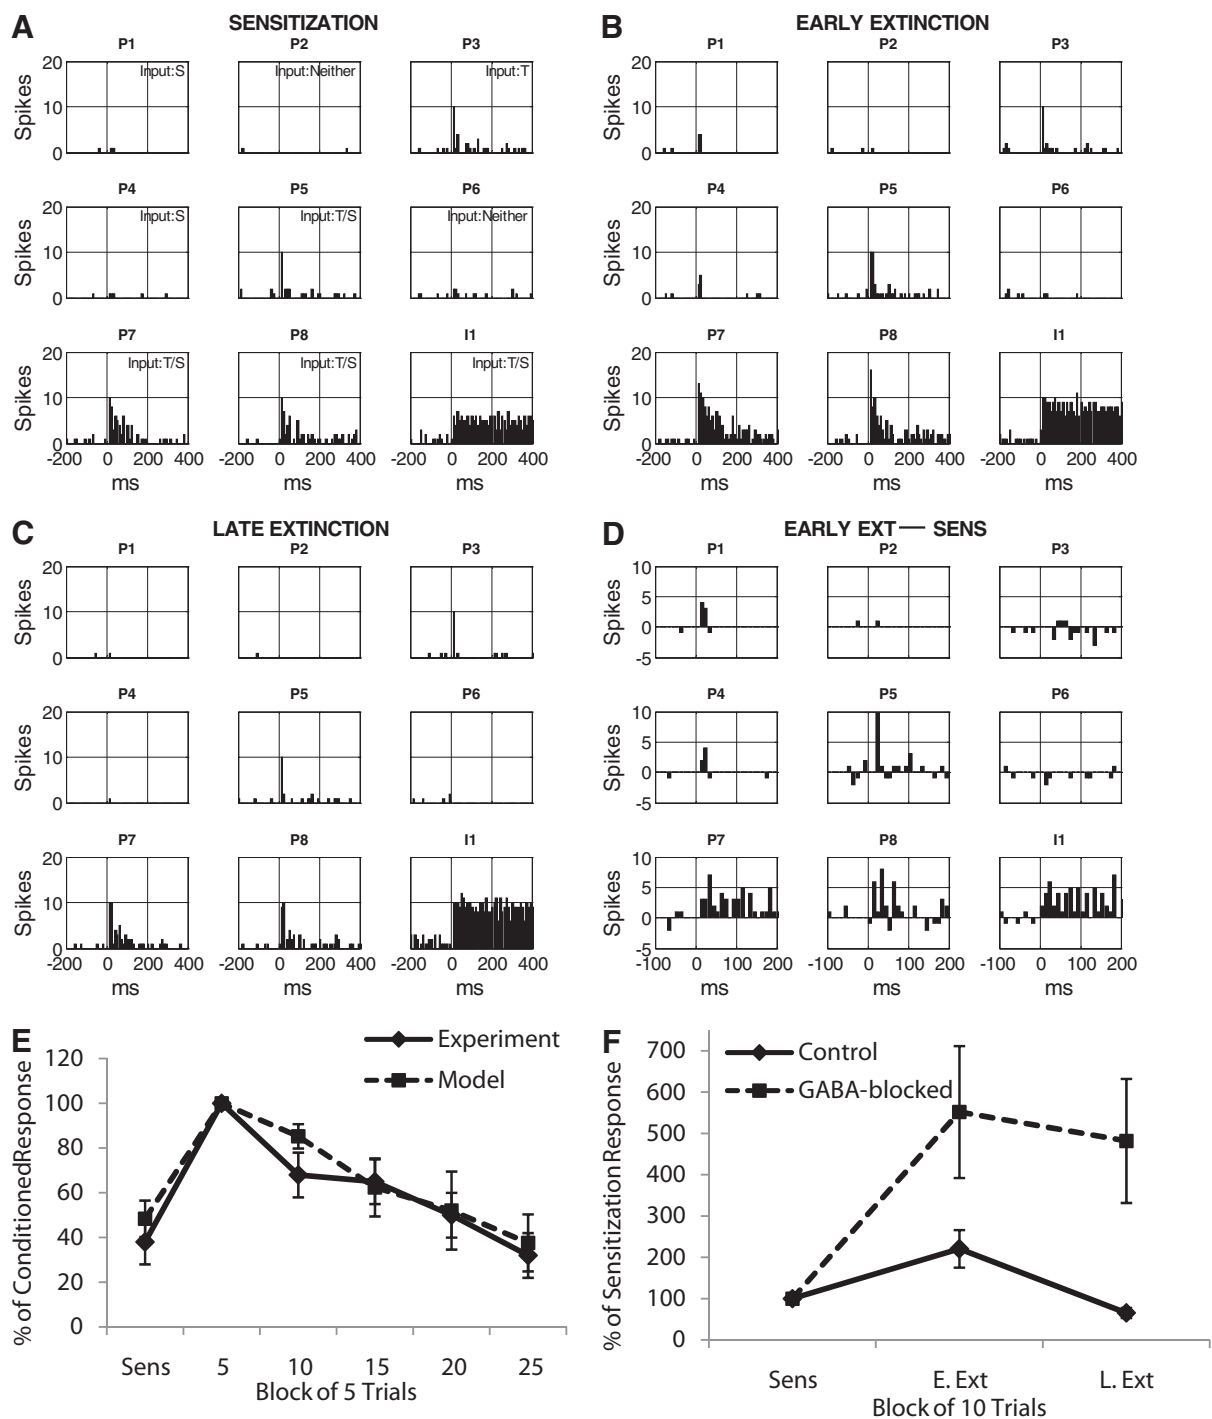 A SENSITIZATION
P1 P2 P3
20 Input:S Input:Neither Input:T
Spikes
10
0
P4 P5 P6
20 Input:S Input:T/S Input:Neither
Spikes
10
0
P7 P8 I1
20 Input:T/S Input:T/S Input:T/S
Spikes
10
0
-200 0 200 400 -200 0 200 400 -200 0 200 400
ms ms ms
B EARLY EXTINCTION
P1 P2 P3
20
Spikes
10
0
P4 P5 P6
20
Spikes
10
0
P7 P8 I1
20
Spikes
10
0
-200 0 200 400 -200 0 200 400 -200 0 200 400
ms ms ms
C LATE EXTINCTION
P1 P2 P3
20
Spikes
10
0
P4 P5 P6
20
Spikes
10
0
P7 P8 I1
20
Spikes
10
0
-200 0 200 400 -200 0 200 400 -200 0 200 400
ms ms ms
D EARLY EXT — SENS
P1 P2 P3
10
Spikes
5
0
-5
P4 P5 P6
10
Spikes
5
0
-5
P7 P8 I1
10
Spikes
5
0
-5
-100 0 100 200 -100 0 100 200 -100 0 100 200
ms ms ms
E
Experiment
Model
% of Conditioned Response
120
100
80
60
40
20
0
Sens 5 10 15 20 25
Block of 5 Trials
F
Control
GABA-blocked
% of Sensitization Response
700
600
500
400
300
200
100
0
Sens E. Ext L. Ext
Block of 10 Trials